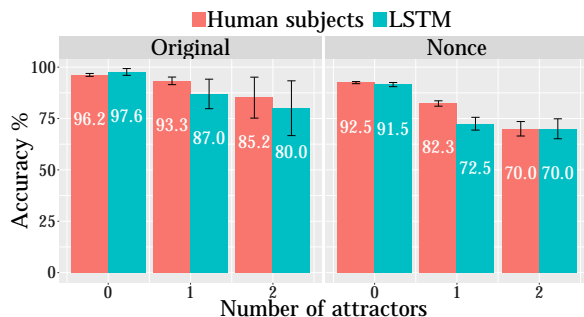 Human subjects LSTM
Original Nonce
Accuracy %
100
75
50
25
0
96.2 97.6 93.3 87.0 85.2 80.0
92.5 91.5 82.3 72.5 70.0 70.0
0 1 2 0 1 2
Number of attractors